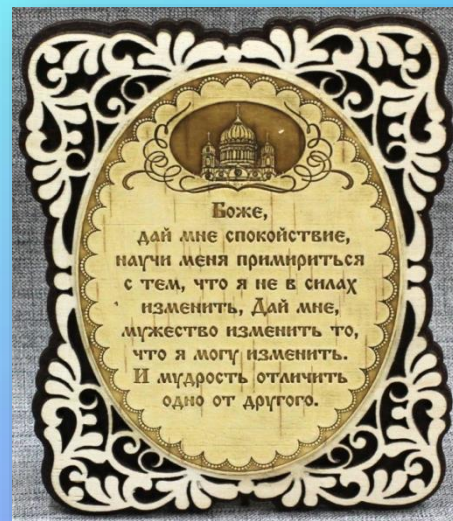 Боже,
дай мне спокойствие,
научи меня примириться
с тем, что я не в силах
изменить, Дай мне,
мужество изменить то,
что я могу изменить.
И мудрость отличить
одно от другого.